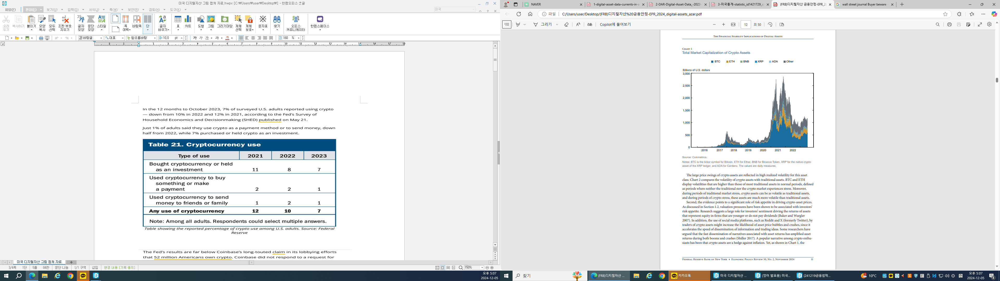 미국 디지털자산 그림 캡쳐 자료.hwpx [C:₩Users₩user₩Desktop₩] - 한컴오피스 한글
파일(F) 편집(E) 보기(U) 입력(D) 서식(J) 쪽(W) 보안(B) 검토(H) 도구(K) 미국
오려 두기 복사하기 붙이기 모양 복사 모두 선택 조판 부호 지우기 글자 모양 문단 모양 스타일 쪽 여백 바탕쪽 단 글자 바꾸기 표 차트 도형 그림 그리기마당 개체 선택 개체 보호 문자표 찾기 오피스 커뮤니케이터 한컴스페이스
바탕글 대표 함초롬바탕 10.0 pt 가 가 가 가 가 160 %
In the 12 months to October 2023, 7% of surveyed U.S. adults reported using crypto
— down from 10% in 2022 and 12% in 2021, according to the Fed's Survey of
Household Economics and Decisionmaking (SHED) published on May 21.
Just 1% of adults said they use crypto as a payment method or to send money, down
half from 2022, while 7% purchased or held crypto as an investment.
Table 21. Cryptocurrency use
Type of use 2021 2022 2023
Bought cryptocurrency or held
as an investment 11 8 7
Used cryptocurrency to buy
something or make
a payment 2 2 1
Used cryptocurrency to send
money to friends or family 1 2 1
Any use of cryptocurrency 12 10 7
Note: Among all adults. Respondents could select multiple answers.
Table showing the reported percentage of crypto use among U.S. adults. Source: Federal
Reserve
The Fed's results are far below Coinbase's long-touted claim in its lobbying efforts
that 52 million Americans own crypto. Coinbase did not respond to a request for
미국 디지털자산 그림 캡쳐 자료
3/4쪽 1단 5줄 84칸 문단 나눔 1/1 구역 삽입 변경 내용 [기록 중지] 150%
오후 5:07
2024-12-05
NAVER
1-digital-asset-data-currents-in-a
2-DAR-Digital-Asset-Data_-2023-
3-미국통계-statistic_id1421729_c
(FRB)디지털자산 금융안정-EPR_2
wall street journal Buyer beware -
파일 C:/Users/user/Desktop/(FRB)디지털자산%20금융안정-EPR_2024_digital-assets_azar.pdf
그리기 Copilot에 물어보기 12 의 50
The Financial Stability Implications of Digital Assets
Chart 1
Total Market Capitalization of Crypto Assets
BTC ETH BNB XRP ADA Other
Billions of U.S. dollars
3,000
2,500
2,000
1,500
1,000
500
0
2016 2017 2018 2019 2020 2021 2022
Source: Coinmetrics.
Notes: BTC is the ticker symbol for Bitcoin, ETH for Ether, BNB for Binance Token, XRP for the native crypto
asset of the XRP ledger, and ADA for Cardano. The values are daily measures.
The large price swings of crypto assets are reflected in high realized volatility for this asset
class. Chart 2 compares the volatility of crypto assets with traditional assets. BTC and ETH
display volatilities that are higher than those of most traditional assets in normal periods, defined
as periods where neither the traditional nor the crypto market experiences stress. Moreover,
during periods of traditional market stress, crypto assets can be as volatile as traditional assets,
and during periods of crypto stress, these assets are much more volatile than traditional assets.
Second, the evidence points to a significant role of risk appetite in driving crypto-asset prices.
As discussed in Section 1.2, valuation pressures have been shown to be associated with investors'
risk appetite. Research suggests a large role for investors' sentiment driving the returns of assets
that represent equity in firms that are younger or do not pay dividends (Baker and Wurgler
2007). In addition, the use of social media platforms, such as Reddit and X (formerly Twitter), by
traders of crypto assets might increase the likelihood of asset price bubbles and crashes, since it
accelerates the speed of dissemination of information and trading ideas. Some researchers have
argued that the fast dissemination of narratives associated with asset returns has amplified asset
returns during both booms and crashes (Shiller 2017). A popular narrative among crypto enthu-
siasts has been that crypto assets are a hedge against inflation. Yet, as shown in Chart 1, the
Federal Reserve Bank of New York ♦ Economic Policy Review 30, No. 2, November 2024 11
찾기
(FRB)디지털자산 ...
카카오톡
미국 디지털자산 ...
(영어 발표용) 미국...
(241219금융법학...
10°C
오후 5:07
2024-12-05